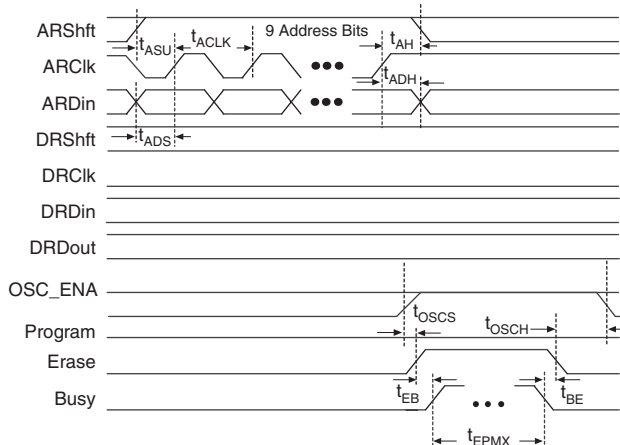 ARShft
9 Address Bits
tASU
tACLK
tAH
ARClk
tADH
ARDin
DRShft
tADS
DRClk
DRDin
DRDout
OSC_ENA
tOSCS
tOSCH
Program
Erase
tEB
tBE
Busy
tEPMX